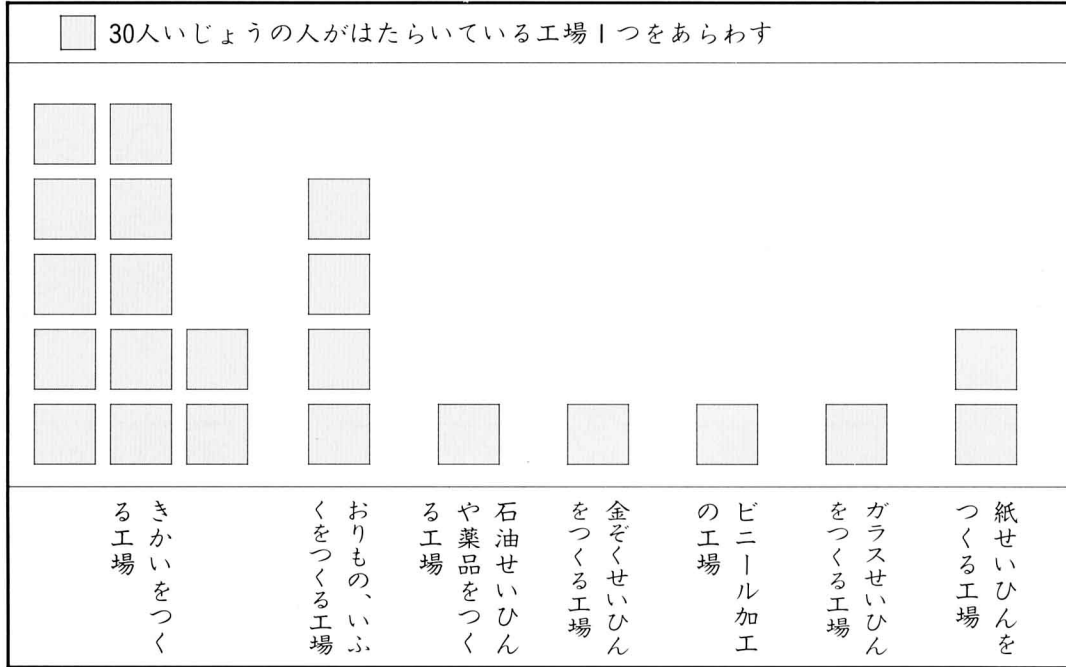 30人いじょうの人がはたらいている工場1つをあらわす
きかいをつく
る工場
おりもの、いふ
くをつくる工場
石油せいひん
や薬品をつく
る工場
金ぞくせいひん
をつくる工場
ビニール加工
の工場
ガラスせいひん
をつくる工場
紙せいひんを
つくる工場